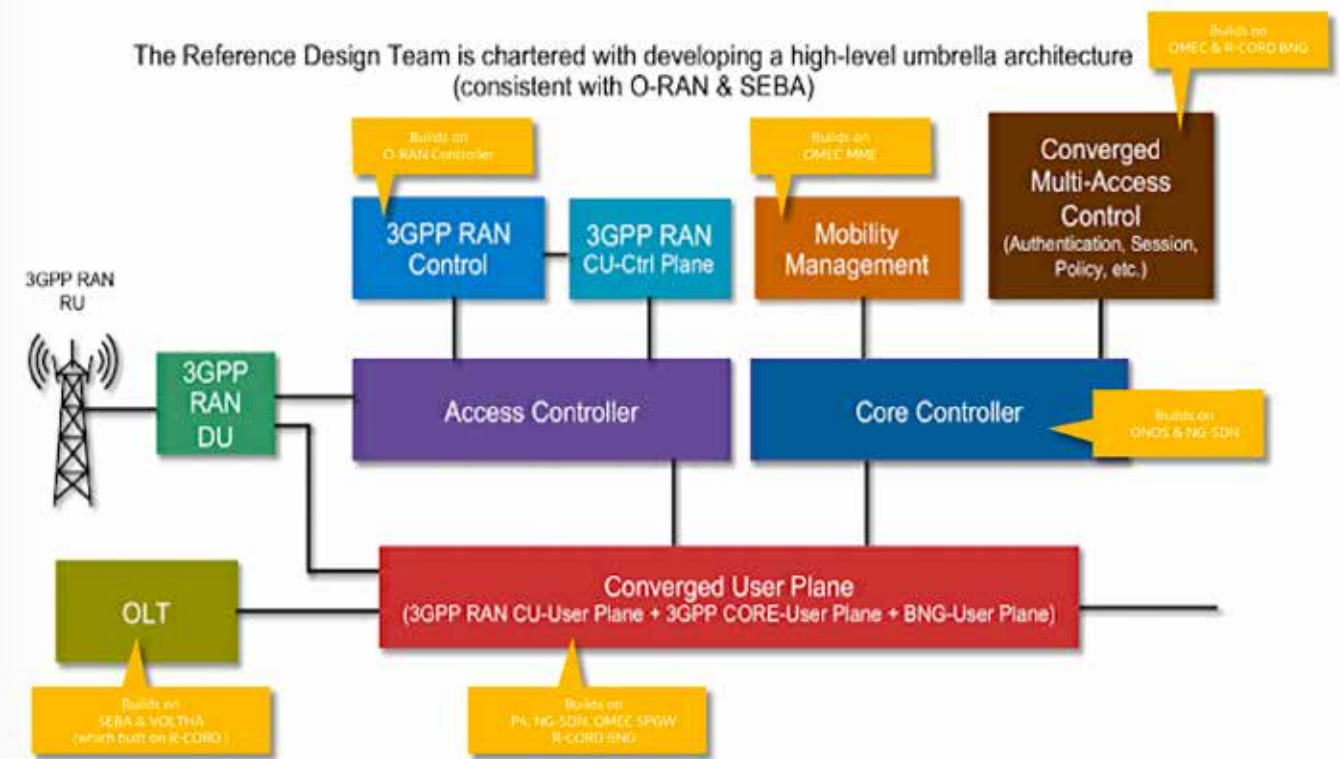 The Reference Design Team is chartered with developing a high-level umbrella architecture
(consistent with O-RAN & SEBA)
Builds on
OMEC & R-CORD BNG
Builds on
O-RAN Controller
Builds on
OMEC MME
Converged
Multi-Access
Control
(Authentication, Session,
Policy, etc.)
3GPP RAN
Control
3GPP RAN
CU-Ctrl Plane
Mobility
Management
3GPP RAN
RU
3GPP
RAN
DU
Access Controller
Core Controller
Builds on
ONOS & NG-SDN
OLT
Converged User Plane
(3GPP RAN CU-User Plane + 3GPP CORE-User Plane + BNG-User Plane)
Builds on
SEBA & VOLTHA
(which built on R-CORD )
Builds on
NG-SDN, OMEC SPGW
R-CORD BNG